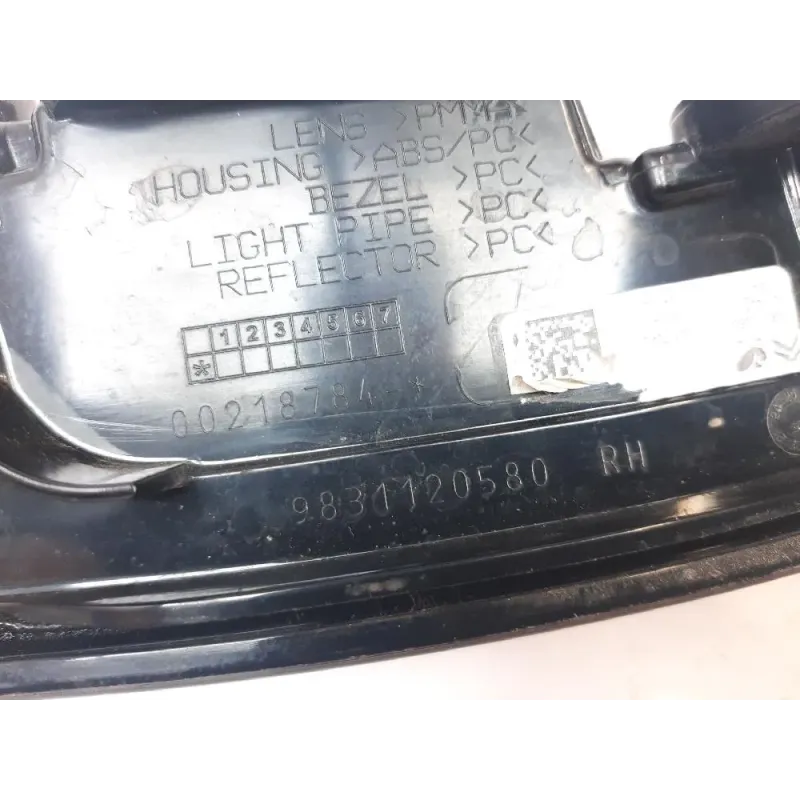 LENS >PMMA<
HOUSING >ABS/PC<
BEZEL >PC<
LIGHT PIPE >PC<
REFLECTOR >PC<
1 2 3 4 5 6 7
*
00218784-*
9831120580 RH